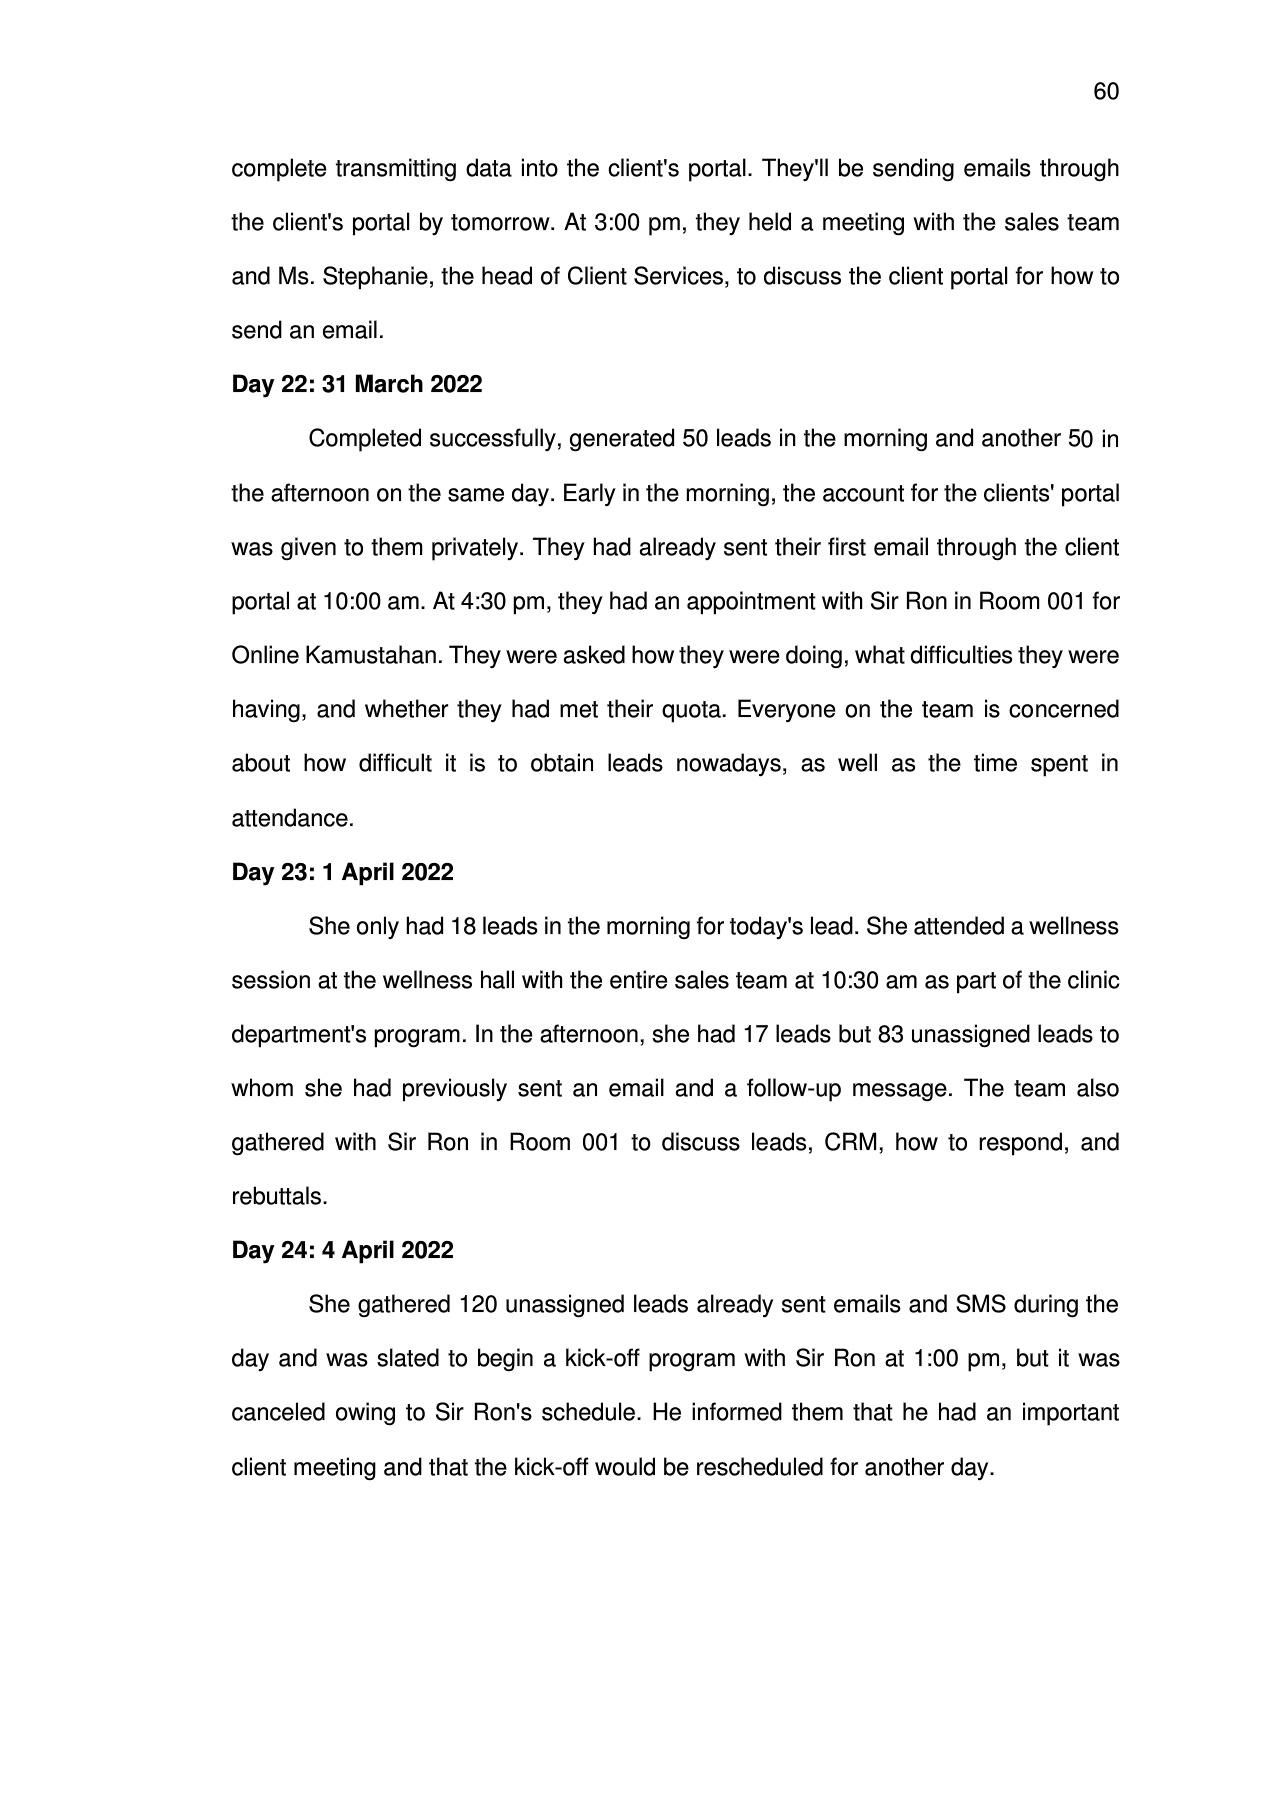 60
complete transmitting data into the client's portal. They'll be sending emails through
the client's portal by tomorrow. At 3:00 pm, they held a meeting with the sales team
and Ms. Stephanie, the head of Client Services, to discuss the client portal for how to
send an email.
Day 22: 31 March 2022
Completed successfully, generated 50 leads in the morning and another 50 in
the afternoon on the same day. Early in the morning, the account for the clients' portal
was given to them privately. They had already sent their first email through the client
portal at 10:00 am. At 4:30 pm, they had an appointment with Sir Ron in Room 001 for
Online Kamustahan. They were asked how they were doing, what difficulties they were
having, and whether they had met their quota. Everyone on the team is concerned
about how difficult it is to obtain leads nowadays, as well as the time spent in
attendance.
Day 23: 1 April 2022
She only had 18 leads in the morning for today's lead. She attended a wellness
session at the wellness hall with the entire sales team at 10:30 am as part of the clinic
department's program. In the afternoon, she had 17 leads but 83 unassigned leads to
whom she had previously sent an email and a follow-up message. The team also
gathered with Sir Ron in Room 001 to discuss leads, CRM, how to respond, and
rebuttals.
Day 24: 4 April 2022
She gathered 120 unassigned leads already sent emails and SMS during the
day and was slated to begin a kick-off program with Sir Ron at 1:00 pm, but it was
canceled owing to Sir Ron's schedule. He informed them that he had an important
client meeting and that the kick-off would be rescheduled for another day.